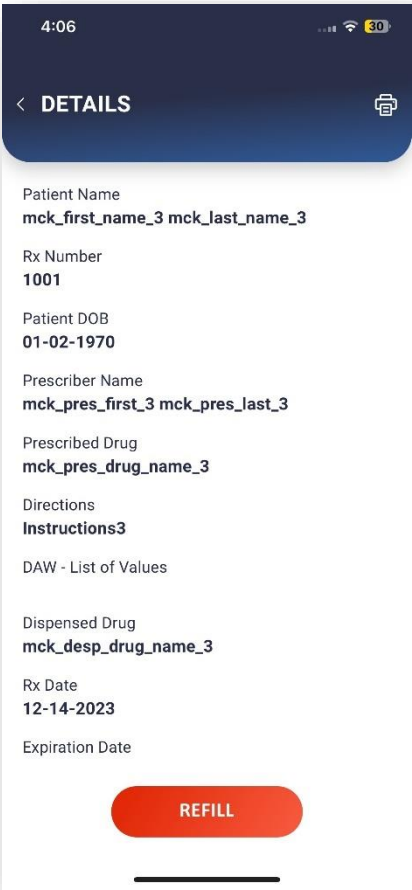 4:06
30
DETAILS
Patient Name
mck_first_name_3 mck_last_name_3
Rx Number
1001
Patient DOB
01-02-1970
Prescriber Name
mck_pres_first_3 mck_pres_last_3
Prescribed Drug
mck_pres_drug_name_3
Directions
Instructions3
DAW - List of Values
Dispensed Drug
mck_desp_drug_name_3
Rx Date
12-14-2023
Expiration Date
REFILL